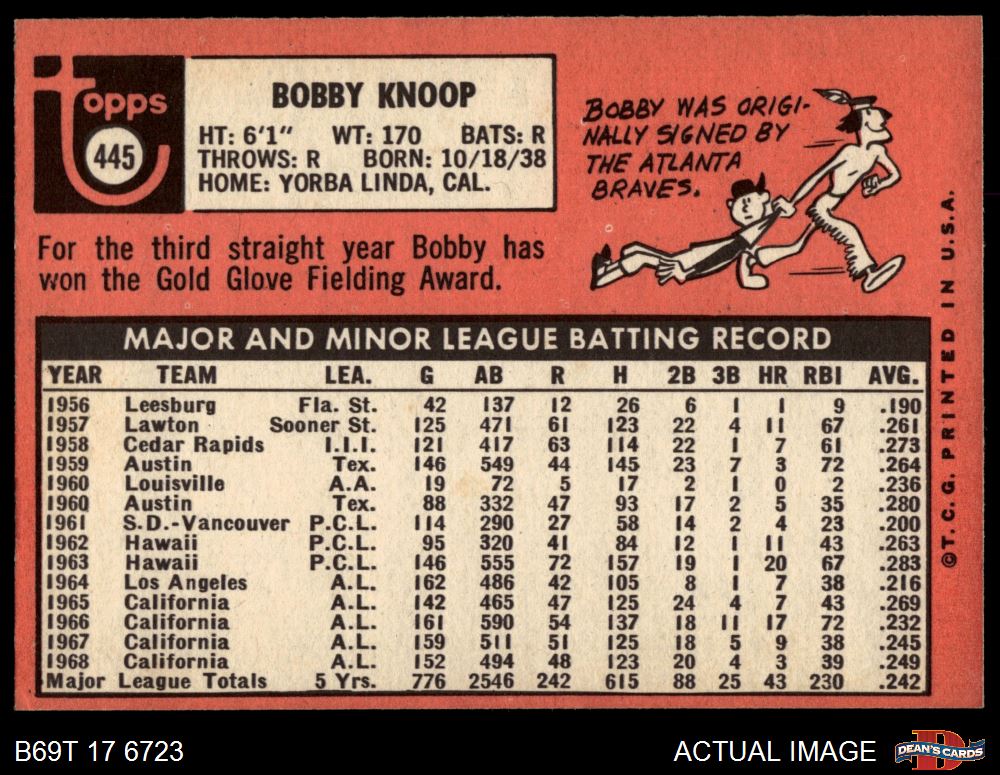 Topps
445
BOBBY KNOOP
HT: 6'1" WT: 170 BATS: R
THROWS: R BORN: 10/18/38
HOME: YORBA LINDA, CAL.
BOBBY WAS ORIGI-
NALLY SIGNED BY
THE ATLANTA
BRAVES.
For the third straight year Bobby has
won the Gold Glove Fielding Award.
MAJOR AND MINOR LEAGUE BATTING RECORD
YEAR TEAM LEA. G AB R H 2B 3B HR RBI AVG.
1956 Leesburg Fla. St. 42 137 12 26 6 1 1 9 .190
1957 Lawton Sooner St. 125 471 61 123 22 4 11 67 .261
1958 Cedar Rapids I.I.I. 121 417 63 114 22 1 7 61 .273
1959 Austin Tex. 146 549 44 145 23 7 3 72 .264
1960 Louisville A.A. 19 72 5 17 2 1 0 2 .236
1960 Austin Tex. 88 332 47 93 17 2 5 35 .280
1961 S.D.-Vancouver P.C.L. 114 290 27 58 14 2 4 23 .200
1962 Hawaii P.C.L. 95 320 41 84 12 1 11 43 .263
1963 Hawaii P.C.L. 146 555 72 157 19 1 20 67 .283
1964 Los Angeles A.L. 162 486 42 105 8 1 7 38 .216
1965 California A.L. 142 465 47 125 24 4 7 43 .269
1966 California A.L. 161 590 54 137 18 11 17 72 .232
1967 California A.L. 159 511 51 125 18 5 9 38 .245
1968 California A.L. 152 494 48 123 20 4 3 39 .249
Major League Totals 5 Yrs. 776 2546 242 615 88 25 43 230 .242
©T.C.G. PRINTED IN U.S.A.
B69T 17 6723 ACTUAL IMAGE
D
DEAN'S CARDS